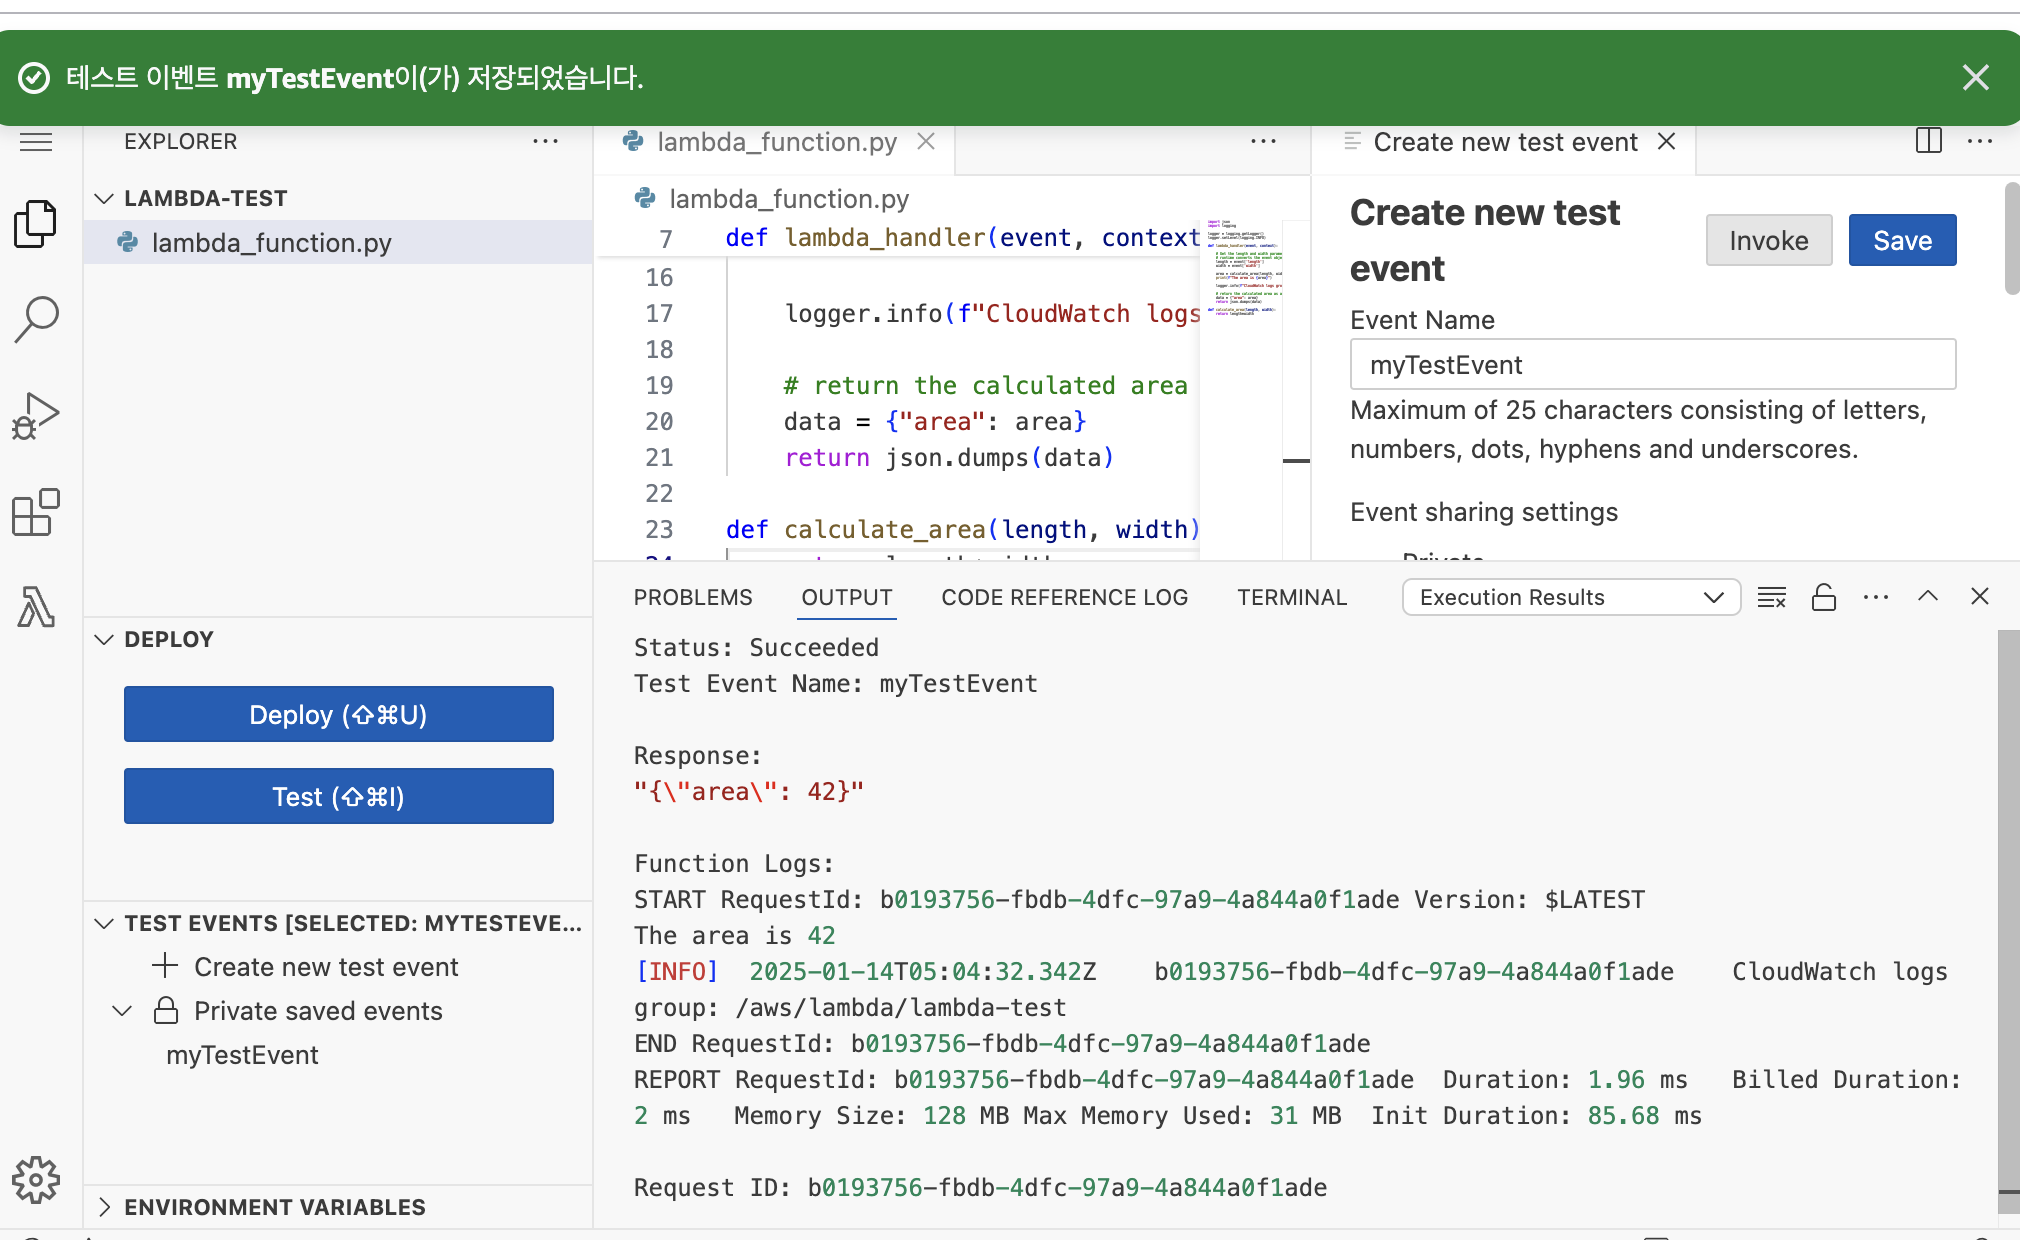 테스트 이벤트 myTestEvent이(가) 저장되었습니다.
EXPLORER
LAMBDA-TEST
lambda_function.py
DEPLOY
Deploy (⇧⌘U)
Test (⇧⌘I)
TEST EVENTS [SELECTED: MYTESTEVE...
Create new test event
Private saved events
myTestEvent
ENVIRONMENT VARIABLES
lambda_function.py
lambda_function.py
7 def lambda_handler(event, context
16
17 logger.info(f"CloudWatch logs
18
19 # return the calculated area
20 data = {"area": area}
21 return json.dumps(data)
22
23 def calculate_area(length, width)
Create new test event
Create new test
event
Invoke
Save
Event Name
myTestEvent
Maximum of 25 characters consisting of letters,
numbers, dots, hyphens and underscores.
Event sharing settings
PROBLEMS OUTPUT CODE REFERENCE LOG TERMINAL Execution Results
Status: Succeeded
Test Event Name: myTestEvent
Response:
"{\"area\": 42}"
Function Logs:
START RequestId: b0193756-fbdb-4dfc-97a9-4a844a0f1ade Version: $LATEST
The area is 42
[INFO] 2025-01-14T05:04:32.342Z b0193756-fbdb-4dfc-97a9-4a844a0f1ade CloudWatch logs
group: /aws/lambda/lambda-test
END RequestId: b0193756-fbdb-4dfc-97a9-4a844a0f1ade
REPORT RequestId: b0193756-fbdb-4dfc-97a9-4a844a0f1ade Duration: 1.96 ms Billed Duration:
2 ms Memory Size: 128 MB Max Memory Used: 31 MB Init Duration: 85.68 ms
Request ID: b0193756-fbdb-4dfc-97a9-4a844a0f1ade